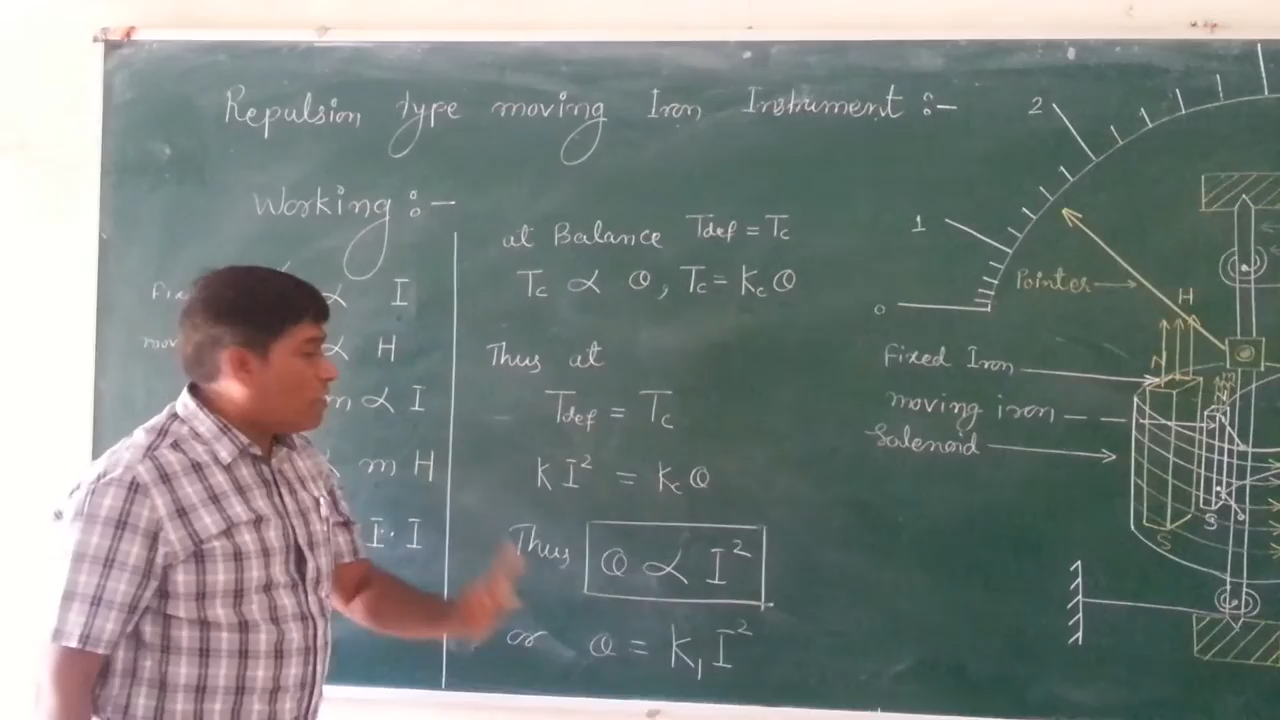 Repulsion type moving Iron Instrument :-
Working :-
∝ I
∝ H
m ∝ I
m H
I·I
at Balance Tdef = Tc
Tc ∝ θ, Tc = Kc θ
Thus at
Tdef = Tc
K I² = Kc θ
Thus θ ∝ I²
or θ = K₁ I²
2
1
0
Pointer
H
Fixed Iron
moving iron
Solenoid
N
N
S
S